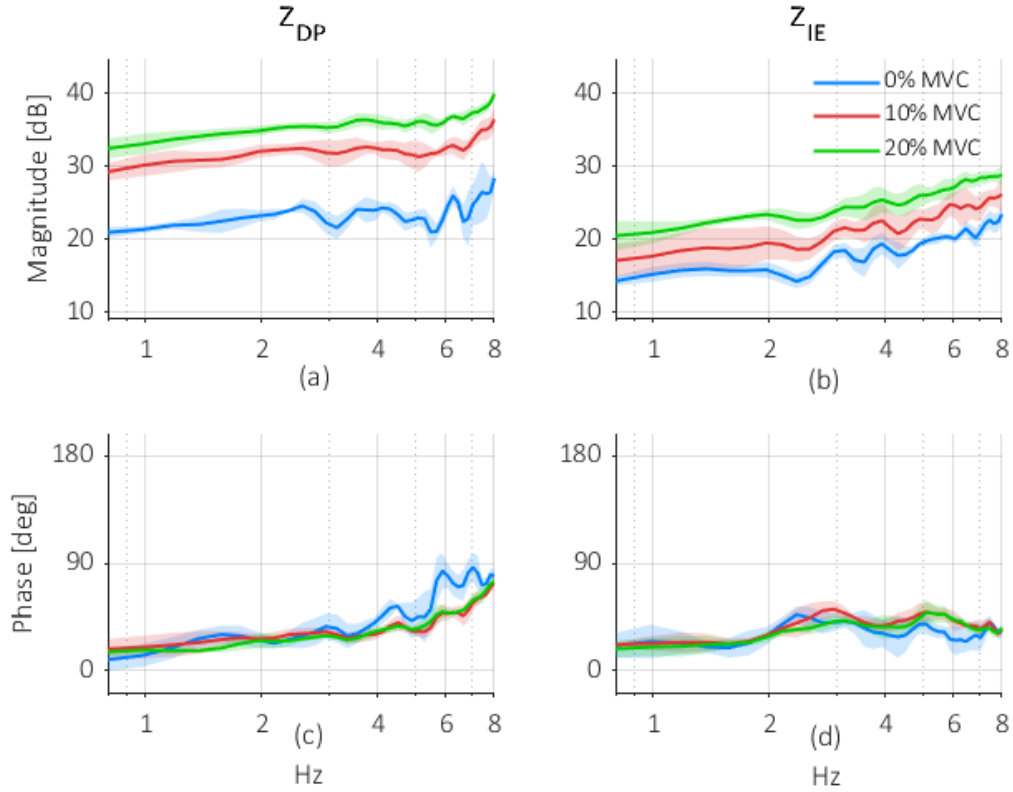 Z_DP Z_IE
Magnitude [dB]
40
30
20
10
1 2 4 6 8
(a)
40
30
20
10
0% MVC
10% MVC
20% MVC
1 2 4 6 8
(b)
Phase [deg]
180
90
0
1 2 4 6 8
(c)
Hz
180
90
0
1 2 4 6 8
(d)
Hz